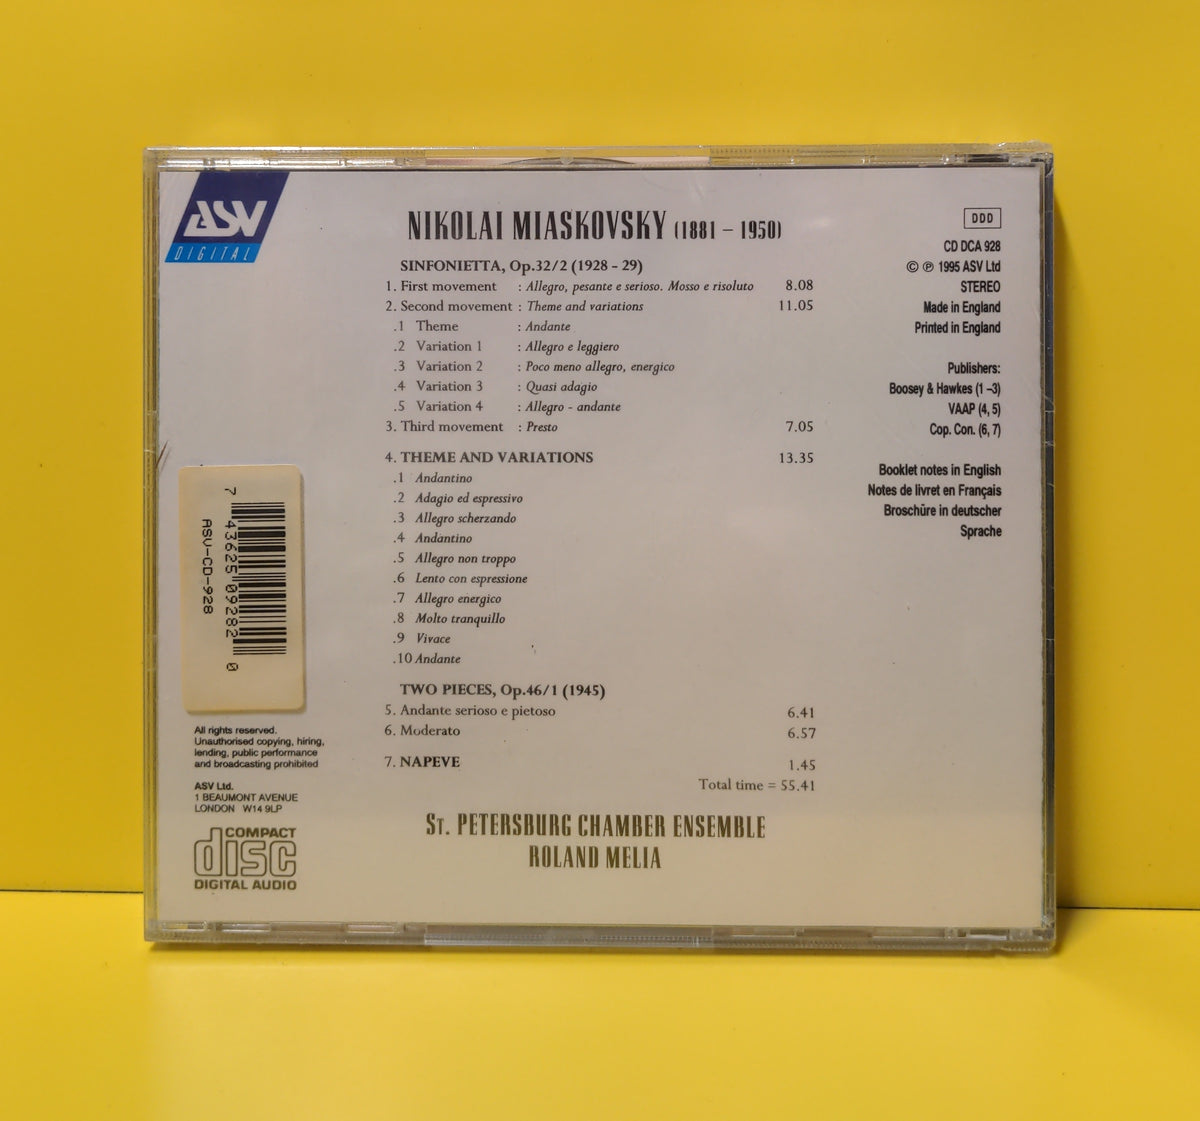 ASV
DIGITAL
NIKOLAI MIASKOVSKY (1881 – 1950)
SINFONIETTA, Op.32/2 (1928 - 29)
1. First movement : Allegro, pesante e serioso. Mosso e risoluto 8.08
2. Second movement : Theme and variations 11.05
.1 Theme : Andante
.2 Variation 1 : Allegro e leggiero
.3 Variation 2 : Poco meno allegro, energico
.4 Variation 3 : Quasi adagio
.5 Variation 4 : Allegro - andante
3. Third movement : Presto 7.05
4. THEME AND VARIATIONS 13.35
.1 Andantino
.2 Adagio ed espressivo
.3 Allegro scherzando
.4 Andantino
.5 Allegro non troppo
.6 Lento con espressione
.7 Allegro energico
.8 Molto tranquillo
.9 Vivace
.10 Andante
TWO PIECES, Op.46/1 (1945)
5. Andante serioso e pietoso 6.41
6. Moderato 6.57
7. NAPEVE 1.45
Total time = 55.41
ST. PETERSBURG CHAMBER ENSEMBLE
ROLAND MELIA
DDD
CD DCA 928
© ℗ 1995 ASV Ltd
STEREO
Made in England
Printed in England
Publishers:
Boosey & Hawkes (1 –3)
VAAP (4, 5)
Cop. Con. (6, 7)
Booklet notes in English
Notes de livret en Français
Broschüre in deutscher
Sprache
7 43625 09282 0
ASV-CD-928
All rights reserved.
Unauthorised copying, hiring,
lending, public performance
and broadcasting prohibited
ASV Ltd.
1 BEAUMONT AVENUE
LONDON W14 9LP
COMPACT
disc
DIGITAL AUDIO